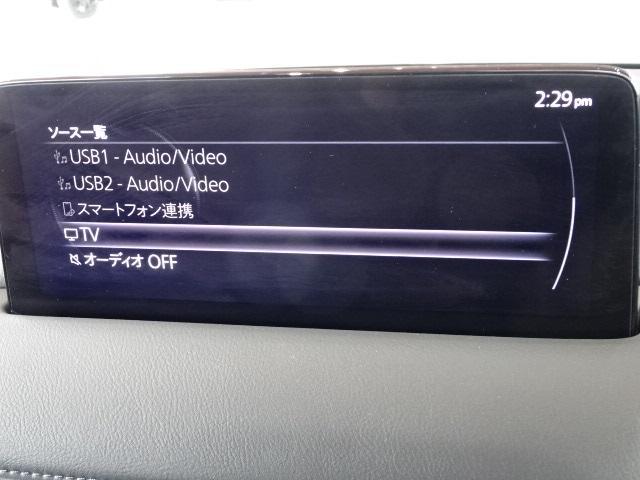 2:29pm
ソース一覧
USB1 - Audio/Video
USB2 - Audio/Video
スマートフォン連携
TV
オーディオ OFF